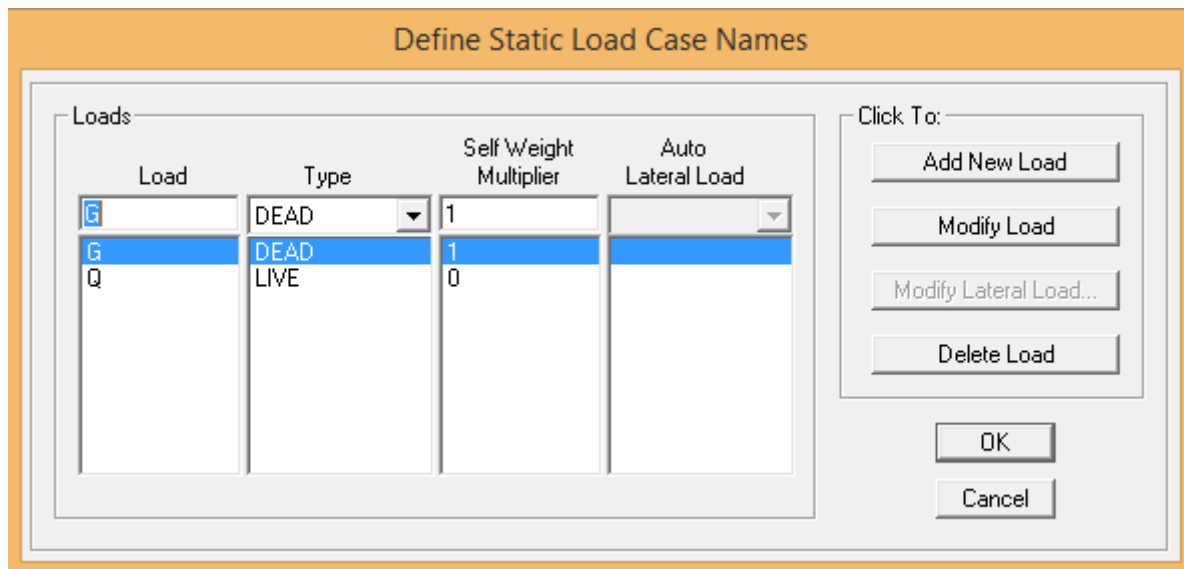 Define Static Load Case Names
Loads
Load Type Self Weight Multiplier Auto Lateral Load
G DEAD 1
G DEAD 1
Q LIVE 0
Click To:
Add New Load
Modify Load
Modify Lateral Load...
Delete Load
OK
Cancel